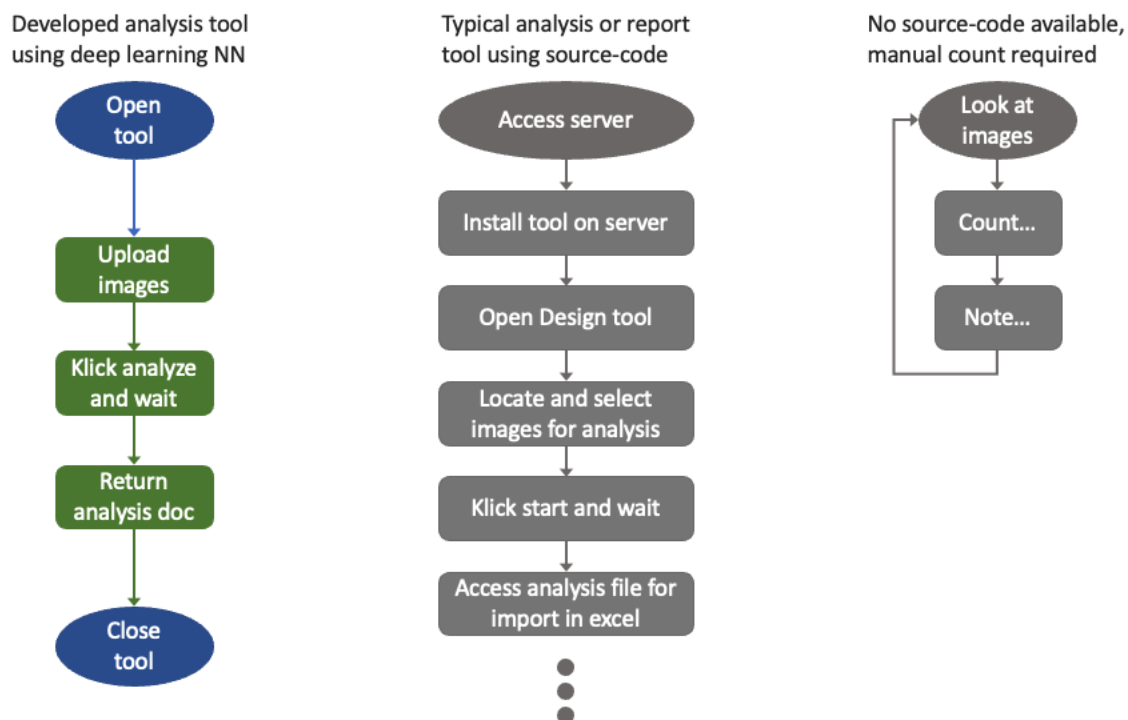 Developed analysis tool
using deep learning NN
Open
tool
Upload
images
Klick analyze
and wait
Return
analysis doc
Close
tool
Typical analysis or report
tool using source-code
Access server
Install tool on server
Open Design tool
Locate and select
images for analysis
Klick start and wait
Access analysis file for
import in excel
No source-code available,
manual count required
Look at
images
Count...
Note...